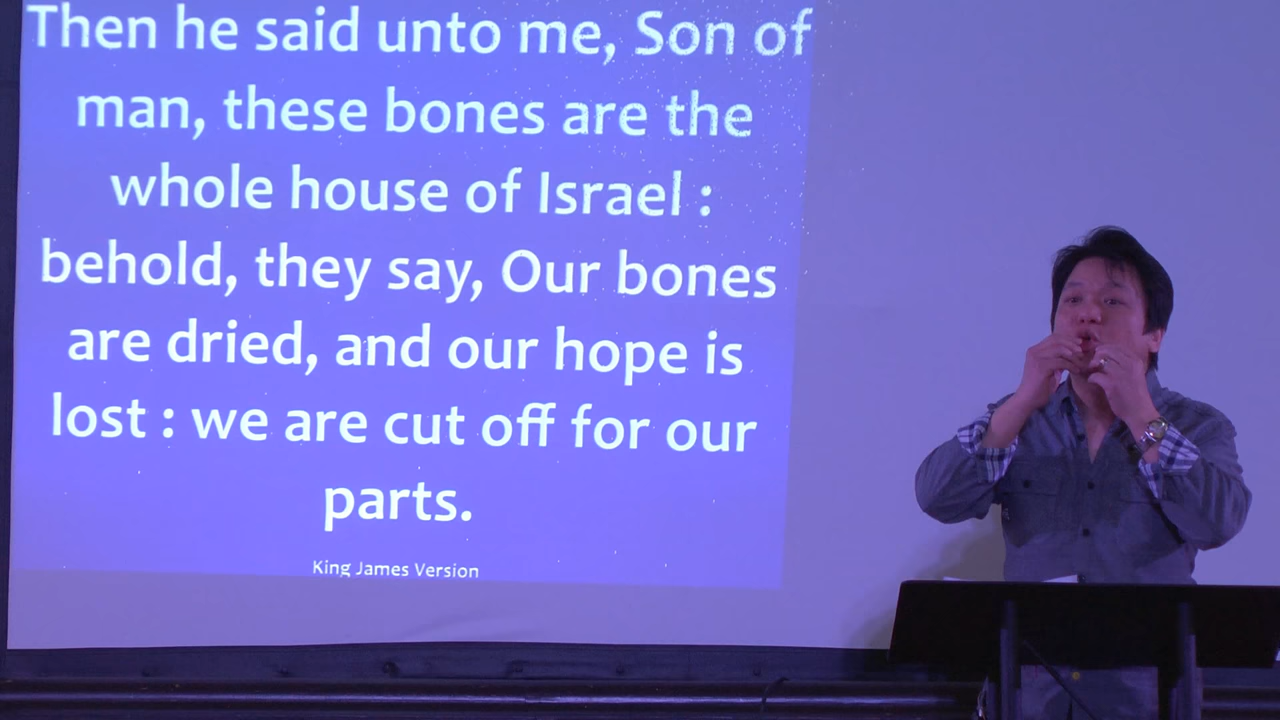 Then he said unto me, Son of
man, these bones are the
whole house of Israel :
behold, they say, Our bones
are dried, and our hope is
lost : we are cut off for our
parts.
King James Version